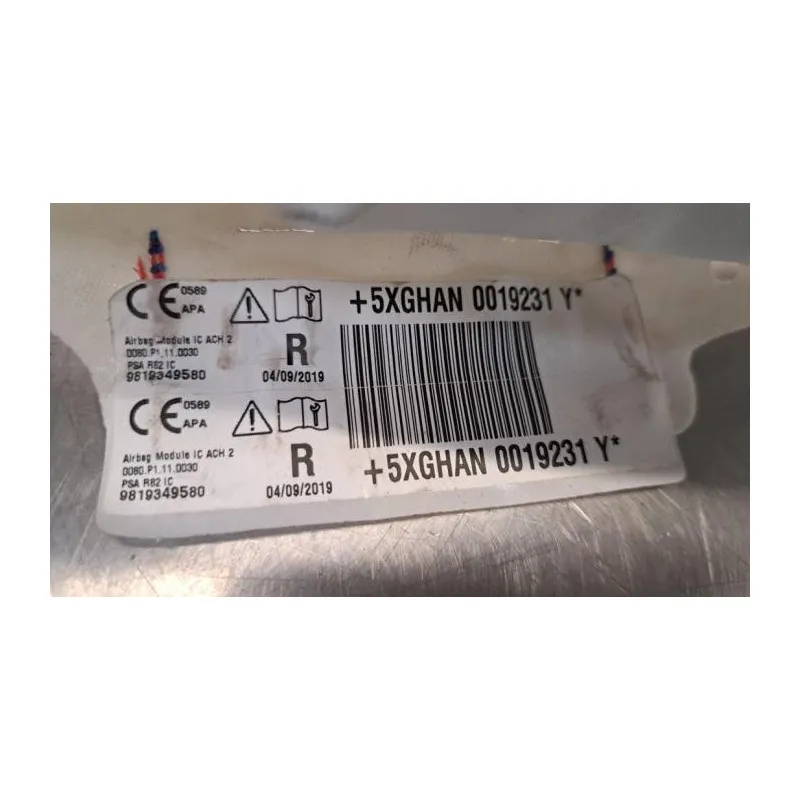 CE 0589
APA
+5XGHAN 0019231 Y*
Airbag Module IC ACH 2
0080.P1.11.0030
PSA R82 IC
9819349580
R
04/09/2019
CE 0589
APA
Airbag Module IC ACH 2
0080.P1.11.0030
PSA R82 IC
9819349580
R
04/09/2019
+5XGHAN 0019231 Y*